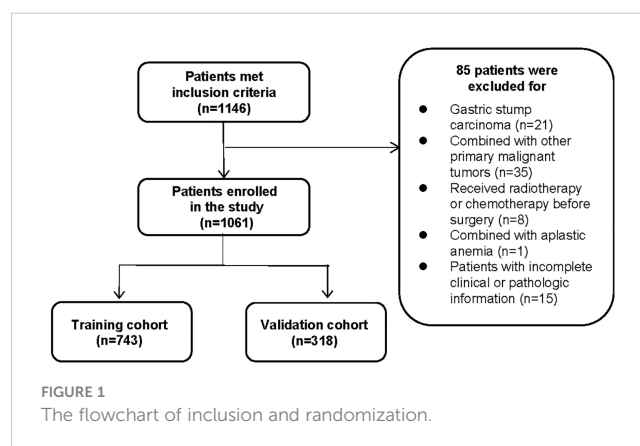 Patients met
inclusion criteria
(n=1146)
85 patients were
excluded for
● Gastric stump
carcinoma (n=21)
● Combined with other
primary malignant
tumors (n=35)
● Received radiotherapy
or chemotherapy before
surgery (n=8)
● Combined with aplastic
anemia (n=1)
● Patients with incomplete
clinical or pathologic
information (n=15)
Patients enrolled
in the study
(n=1061)
Training cohort
(n=743)
Validation cohort
(n=318)
FIGURE 1
The flowchart of inclusion and randomization.